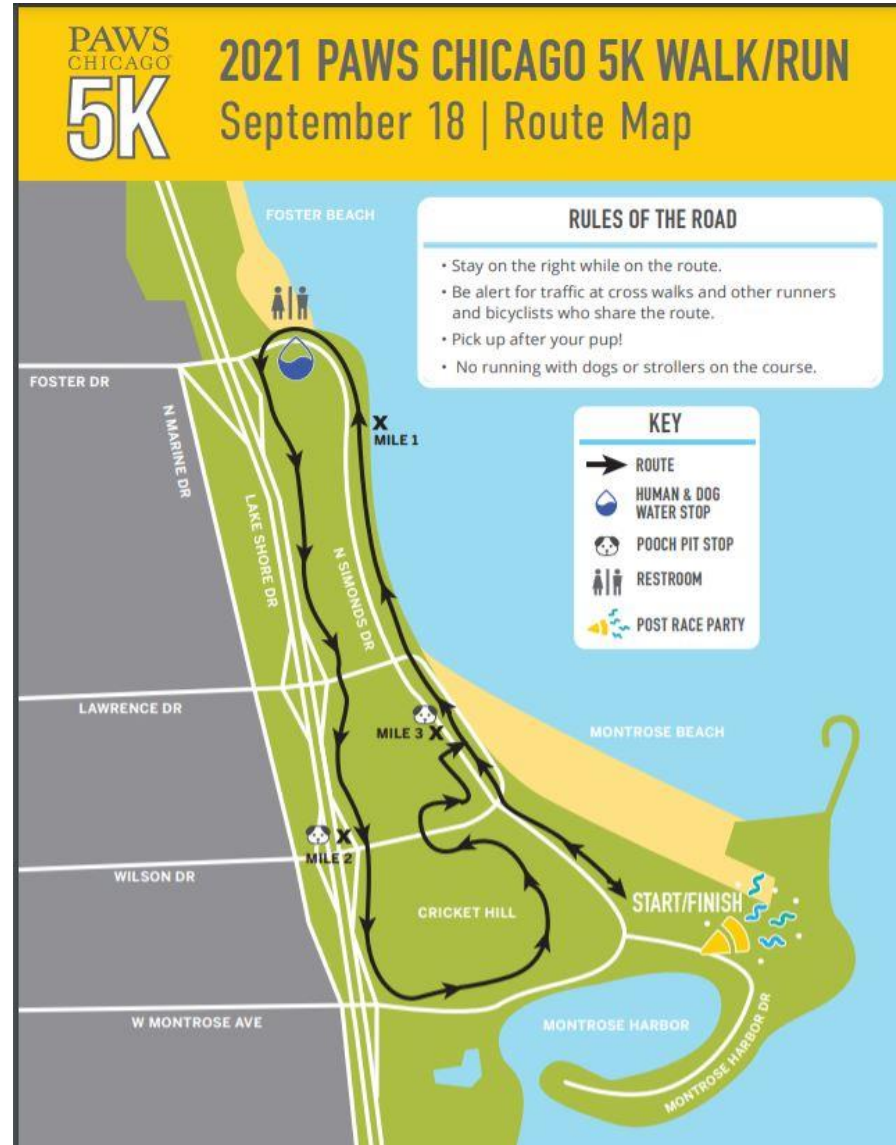 PAWS
CHICAGO
5K
2021 PAWS CHICAGO 5K WALK/RUN
September 18 | Route Map
FOSTER BEACH
RULES OF THE ROAD
• Stay on the right while on the route.
• Be alert for traffic at cross walks and other runners
and bicyclists who share the route.
• Pick up after your pup!
• No running with dogs or strollers on the course.
FOSTER DR
N MARINE DR
X
MILE 1
KEY
ROUTE
HUMAN & DOG
WATER STOP
POOCH PIT STOP
RESTROOM
POST RACE PARTY
LAKE SHORE DR
N SIMONDS DR
LAWRENCE DR
MILE 3 X
MONTROSE BEACH
X
MILE 2
WILSON DR
CRICKET HILL
START/FINISH
W MONTROSE AVE
MONTROSE HARBOR
MONTROSE HARBOR DR